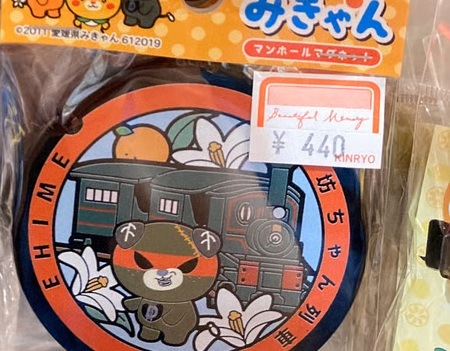 ©2011 愛媛県みきゃん 612019
みきゃん
マンホールマグネット
Beautiful Memory
¥ 440
KINRYO
EHIME
坊ちゃん列車